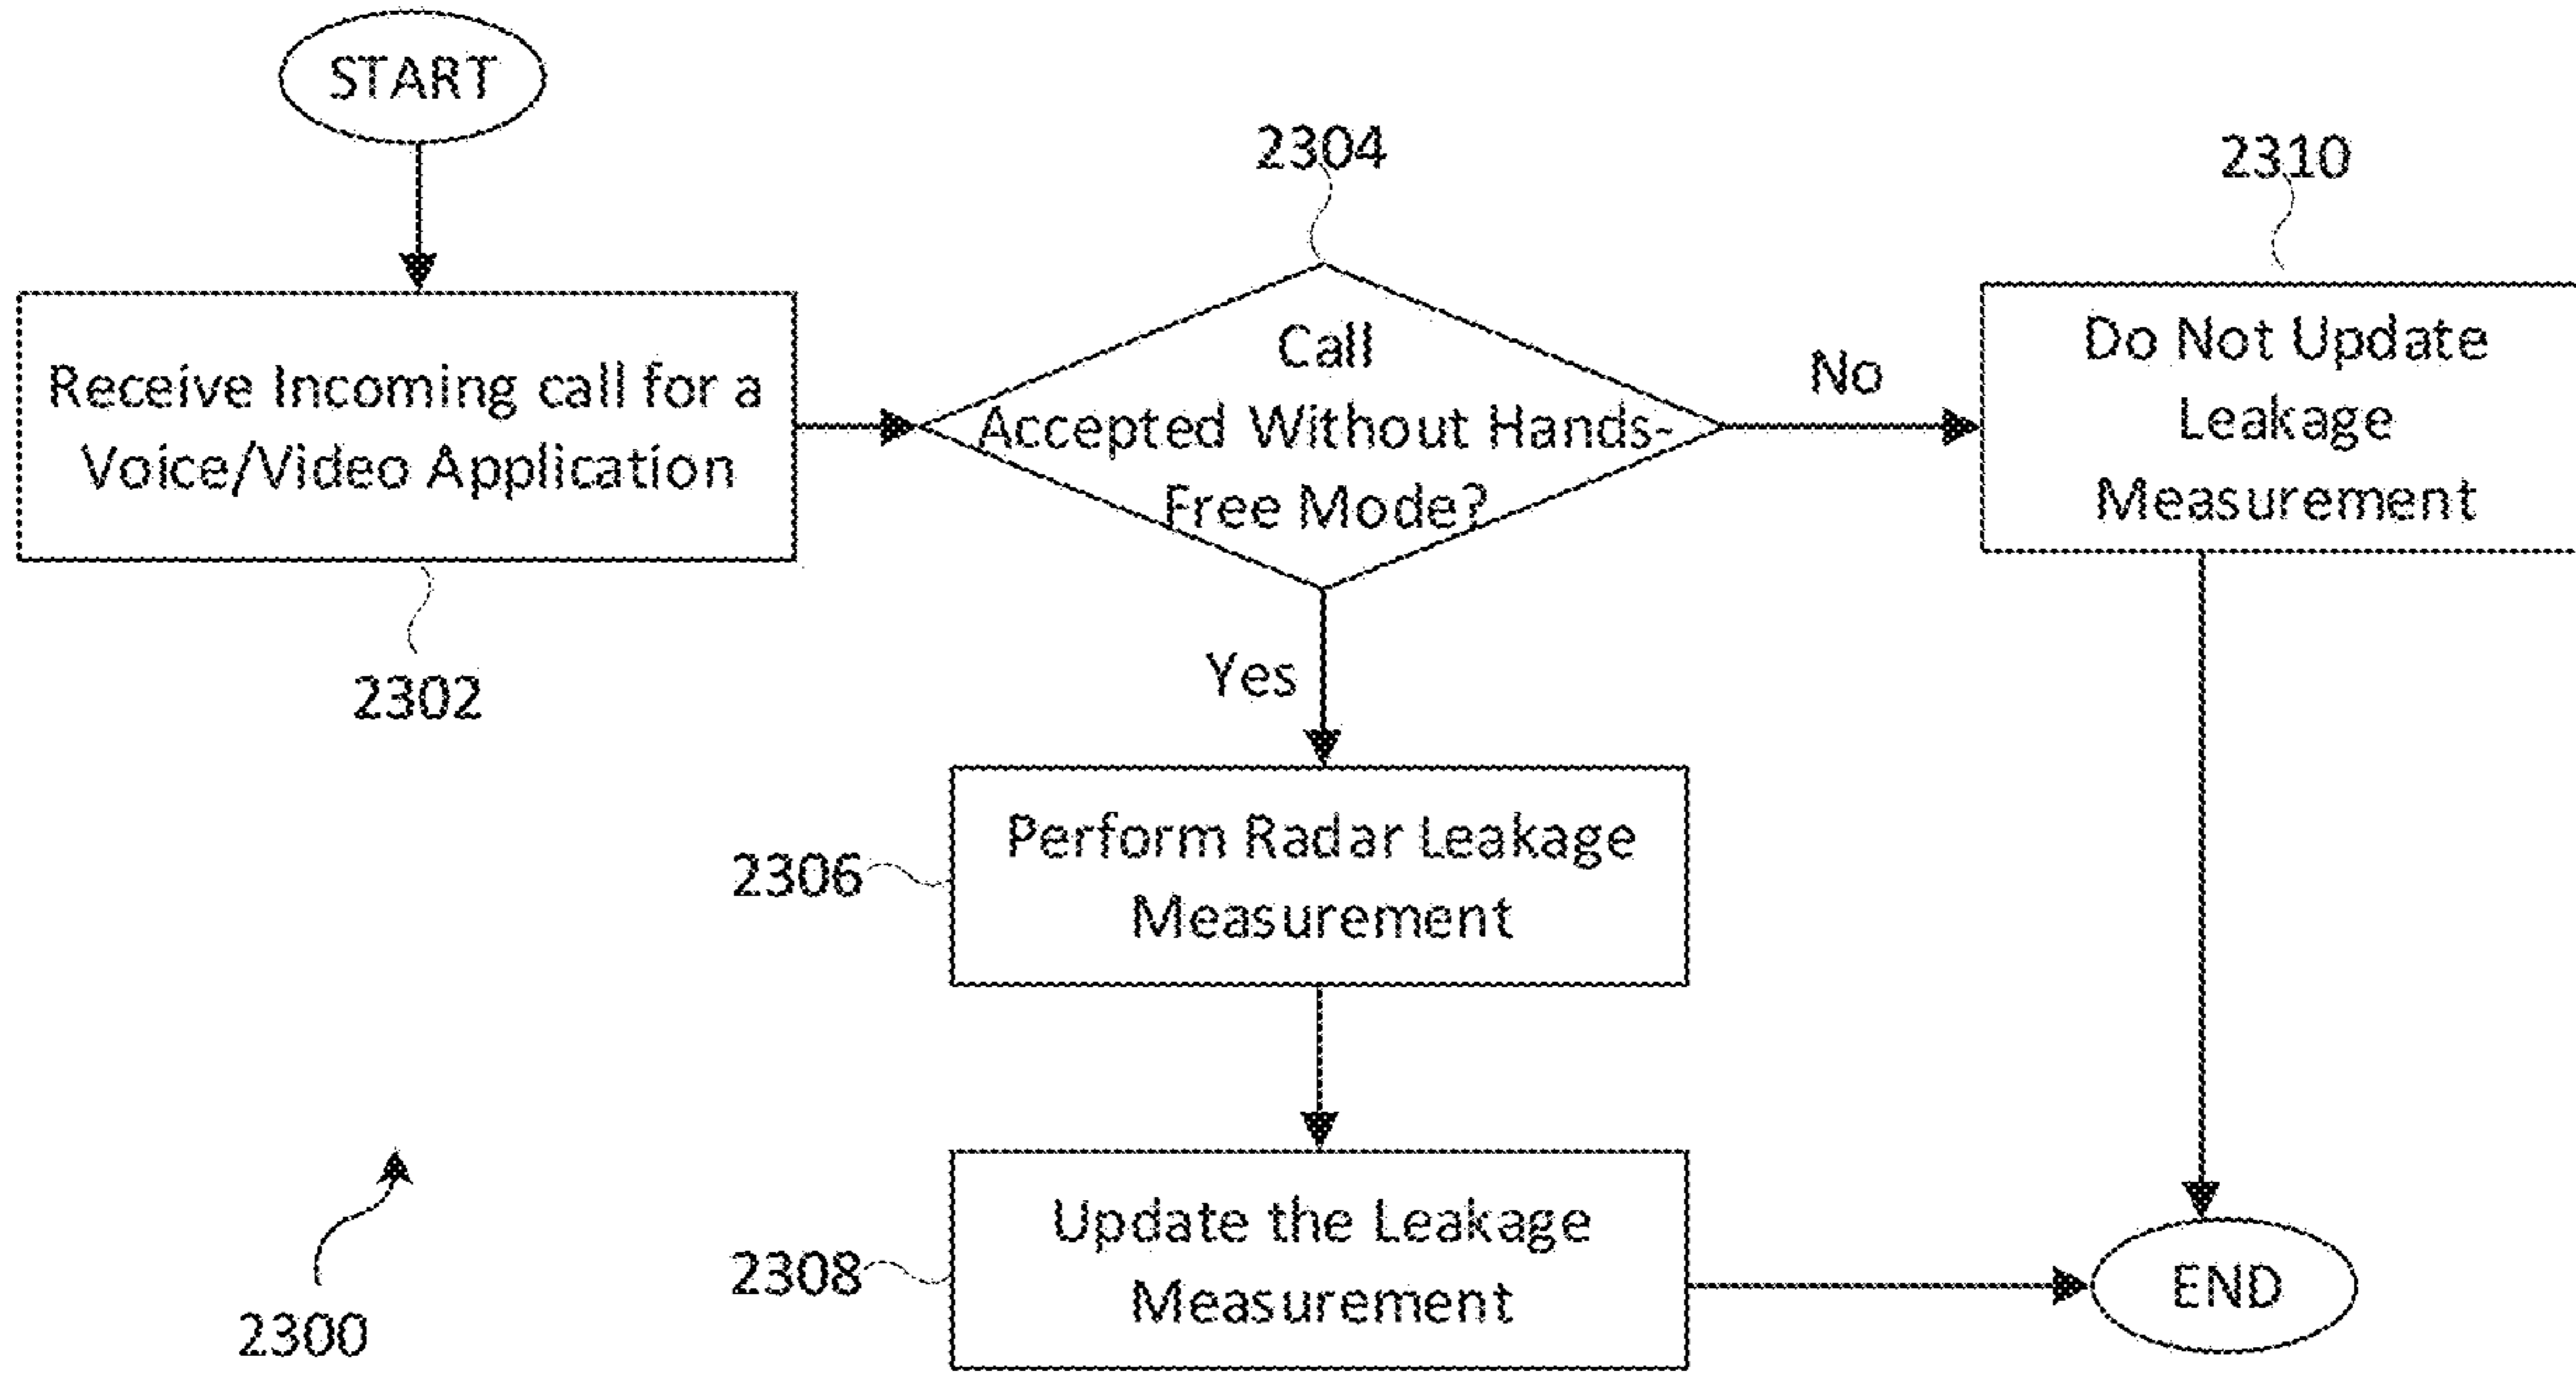 START
2304
2310
Receive Incoming call for a
Voice/Video Application
2302
Call
Accepted Without Hands-
Free Mode?
No
Do Not Update
Leakage
Measurement
Yes
2306
Perform Radar Leakage
Measurement
2308
Update the Leakage
Measurement
END
2300